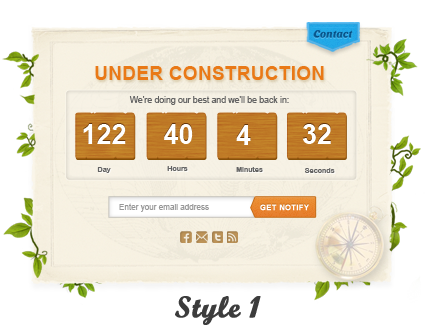 Contact
UNDER CONSTRUCTION
We're doing our best and we'll be back in:
122 40 4 32
Day Hours Minutes Seconds
Enter your email address GET NOTIFY
Style 1